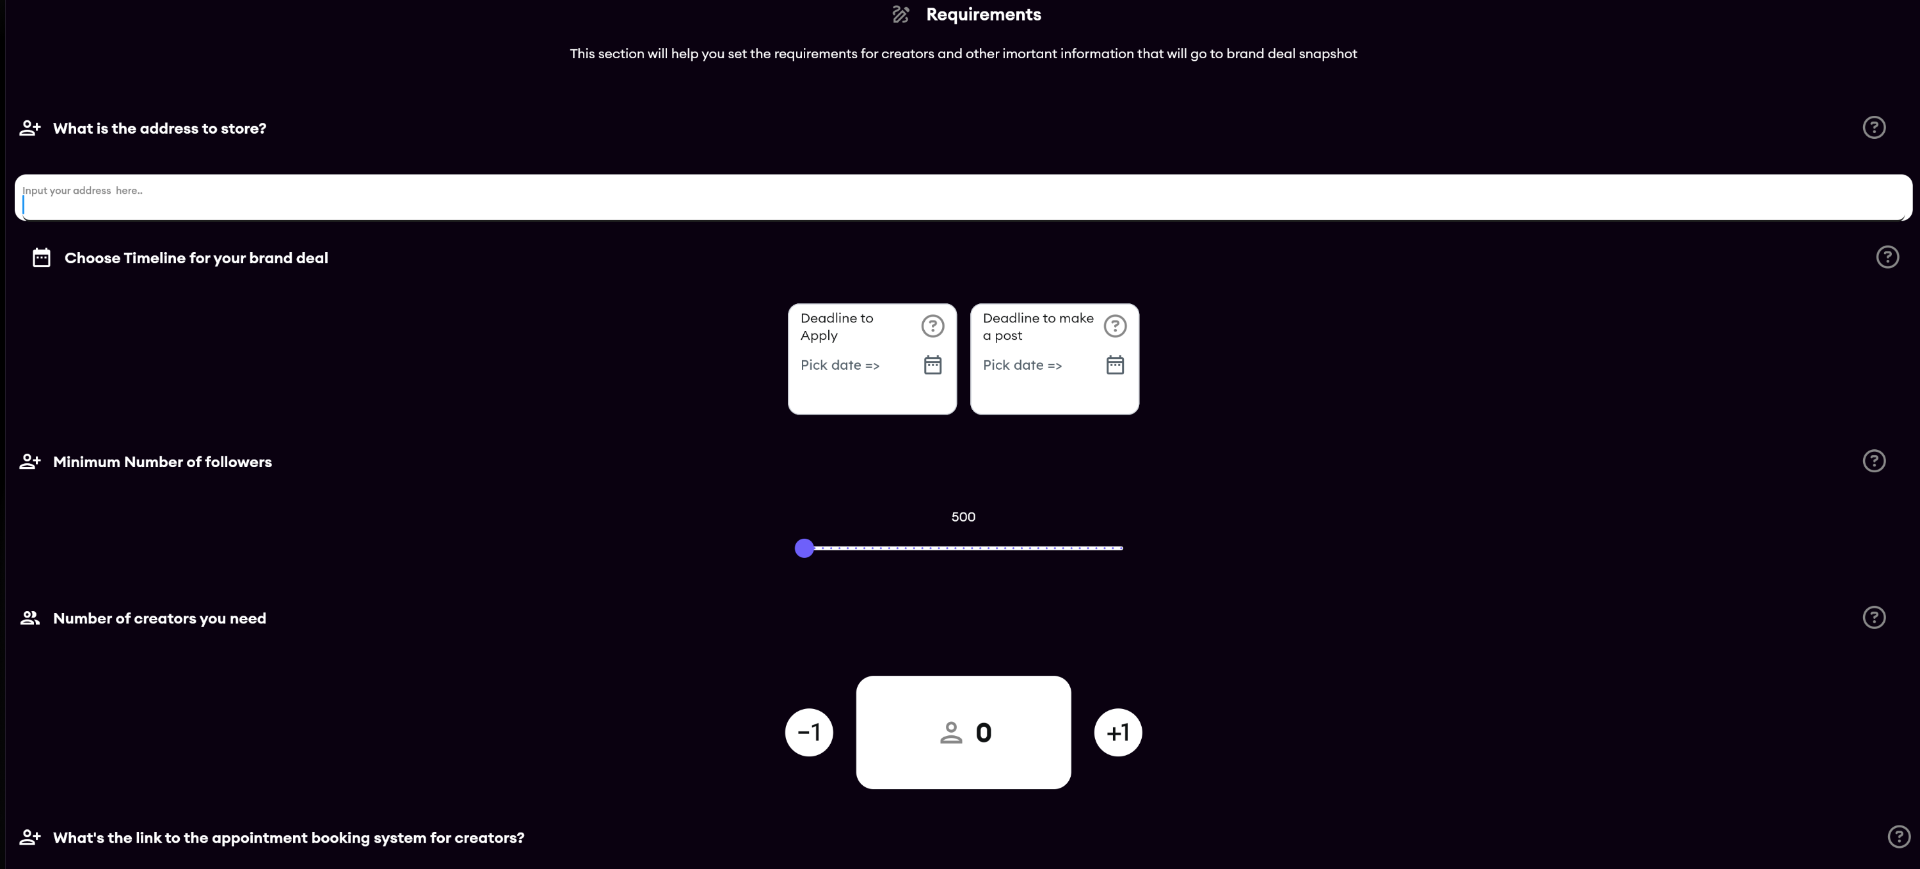 Requirements
This section will help you set the requirements for creators and other imortant information that will go to brand deal snapshot
What is the address to store?
?
Input your address  here..
Choose Timeline for your brand deal
?
Deadline to
Apply
?
Pick date =>
Deadline to make
a post
?
Pick date =>
Minimum Number of followers
?
500
Number of creators you need
?
-1
0
+1
What's the link to the appointment booking system for creators?
?